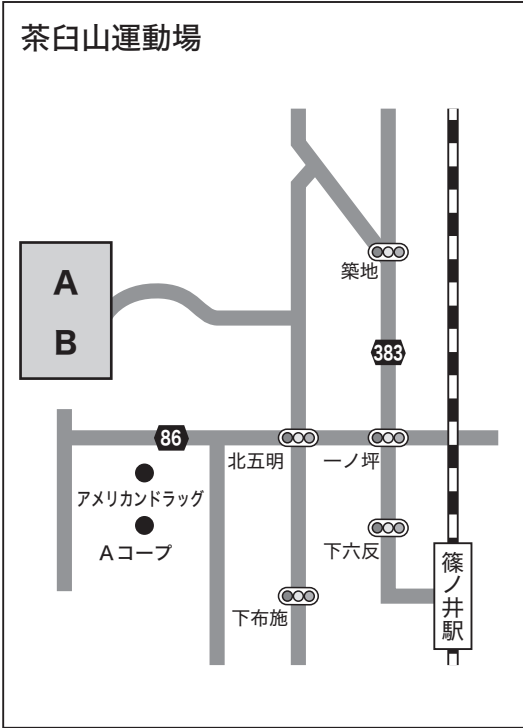 茶臼山運動場
築地
A
B
383
86
北五明
一ノ坪
アメリカンドラッグ
Aコープ
下六反
下布施
篠ノ井駅